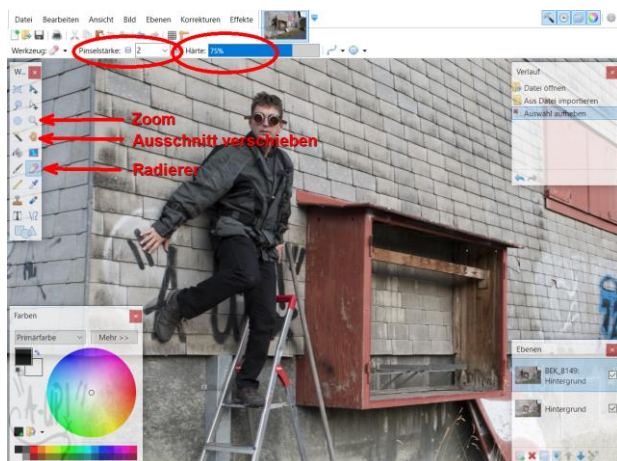 Datei Bearbeiten Ansicht Bild Ebenen Korrekturen Effekte
Werkzeug: Pinselstärke: 2 Härte: 75%
W...
Zoom
Ausschnitt verschieben
Radierer
Verlauf
Datei öffnen
Aus Datei importieren
Auswahl aufheben
Farben
Primärfarbe Mehr >>
Ebenen
BEK_8149:
Hintergrund
Hintergrund